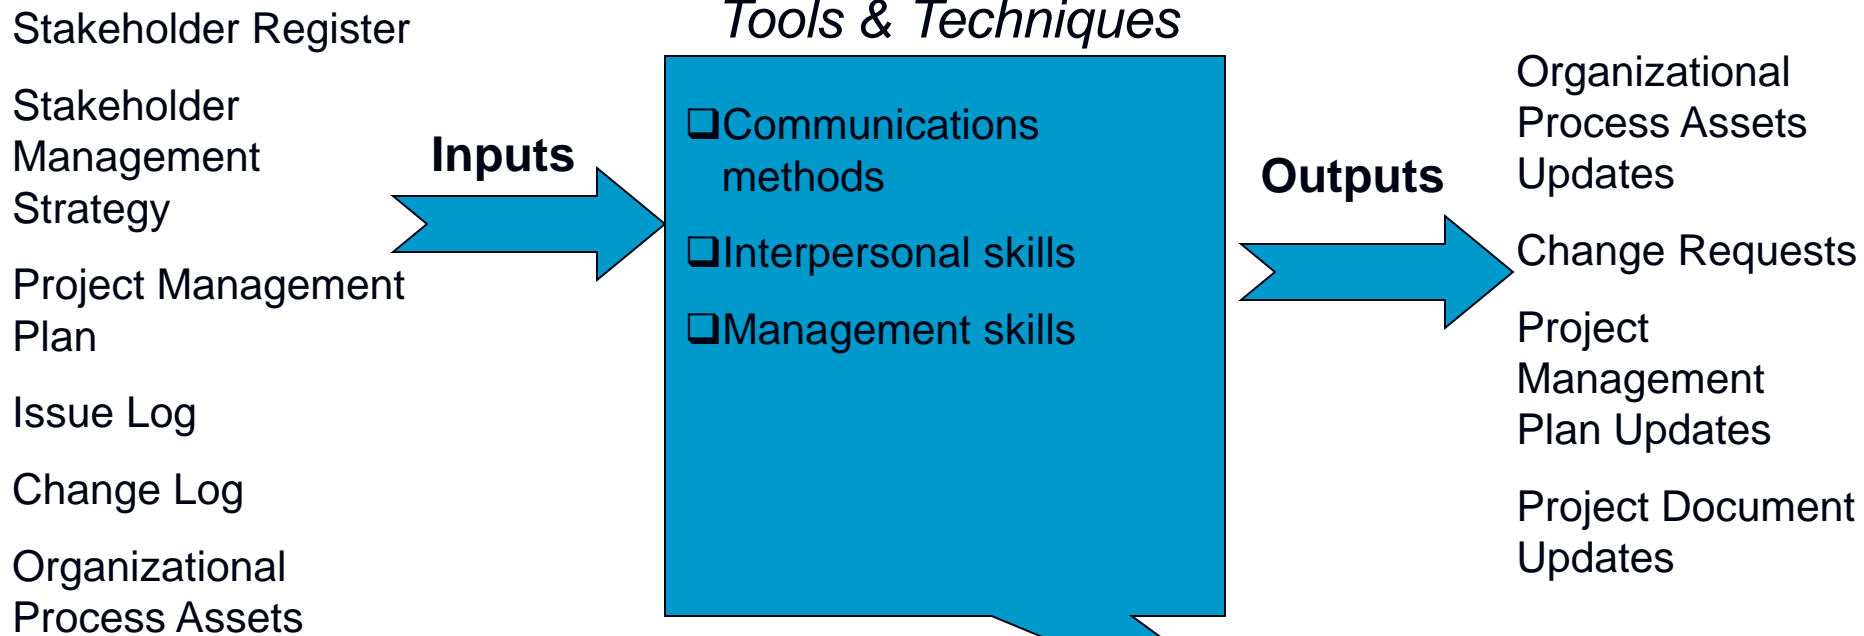 Stakeholder Register
Stakeholder
Management
Strategy
Project Management
Plan
Issue Log
Change Log
Organizational
Process Assets
Inputs
Tools & Techniques
❑Communications
methods
❑Interpersonal skills
❑Management skills
Outputs
Organizational
Process Assets
Updates
Change Requests
Project
Management
Plan Updates
Project Document
Updates